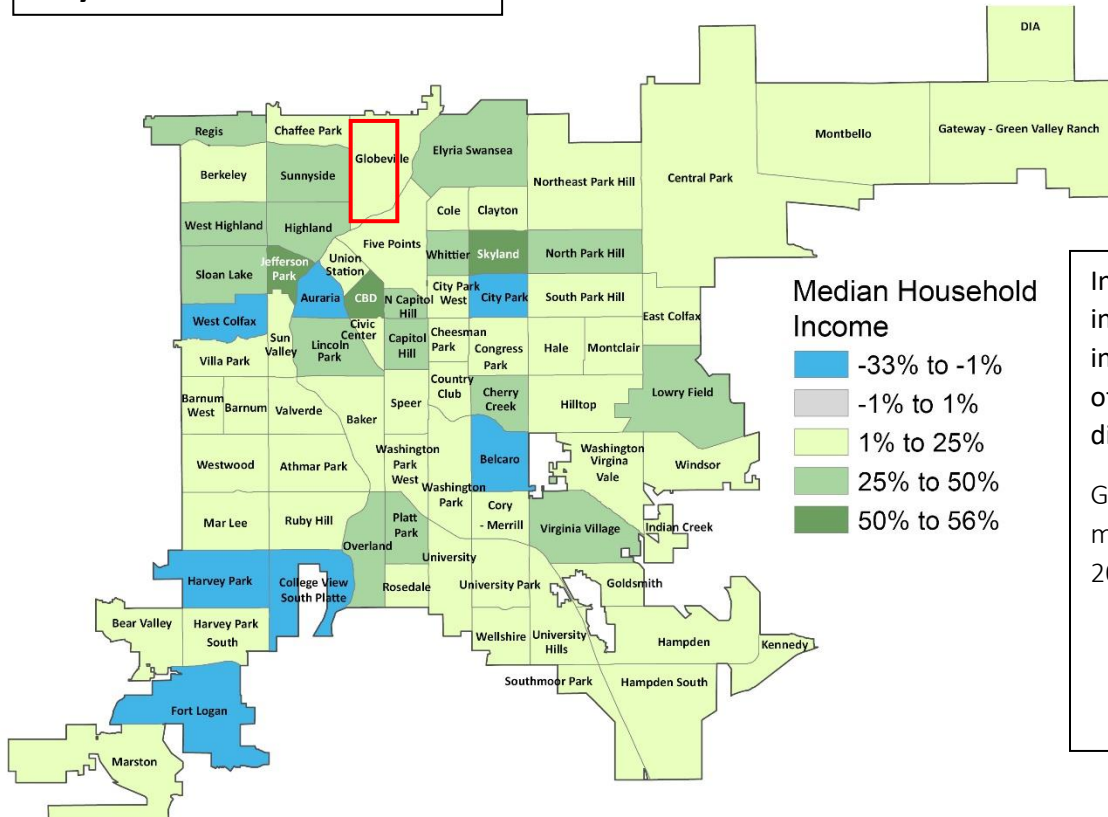 DIA
Regis
Chaffee Park
Globeville
Elyria Swansea
Montbello
Gateway - Green Valley Ranch
Berkeley
Sunnyside
Northeast Park Hill
Central Park
West Highland
Highland
Cole
Clayton
Five Points
Sloan Lake
Jefferson
Park
Union
Station
Whittier
Skyland
North Park Hill
Auraria
CBD
N Capitol
Hill
City Park
West
City Park
South Park Hill
East Colfax
West Colfax
Sun
Valley
Lincoln
Park
Civic
Center
Capitol
Hill
Cheesman
Park
Congress
Park
Hale
Montclair
Villa Park
Barnum
West
Barnum
Valverde
Baker
Speer
Country
Club
Cherry
Creek
Hilltop
Lowry Field
Westwood
Athmar Park
Washington
Park
West
Washington
Park
Belcaro
Washington
Virgina
Vale
Windsor
Mar Lee
Ruby Hill
Overland
Platt
Park
University
Cory
- Merrill
Virginia Village
Indian Creek
Harvey Park
College View
South Platte
Rosedale
University Park
Goldsmith
Bear Valley
Harvey Park
South
Wellshire
University
Hills
Hampden
Kennedy
Southmoor Park
Hampden South
Fort Logan
Marston
Median Household
Income
-33% to -1%
-1% to 1%
1% to 25%
25% to 50%
50% to 56%